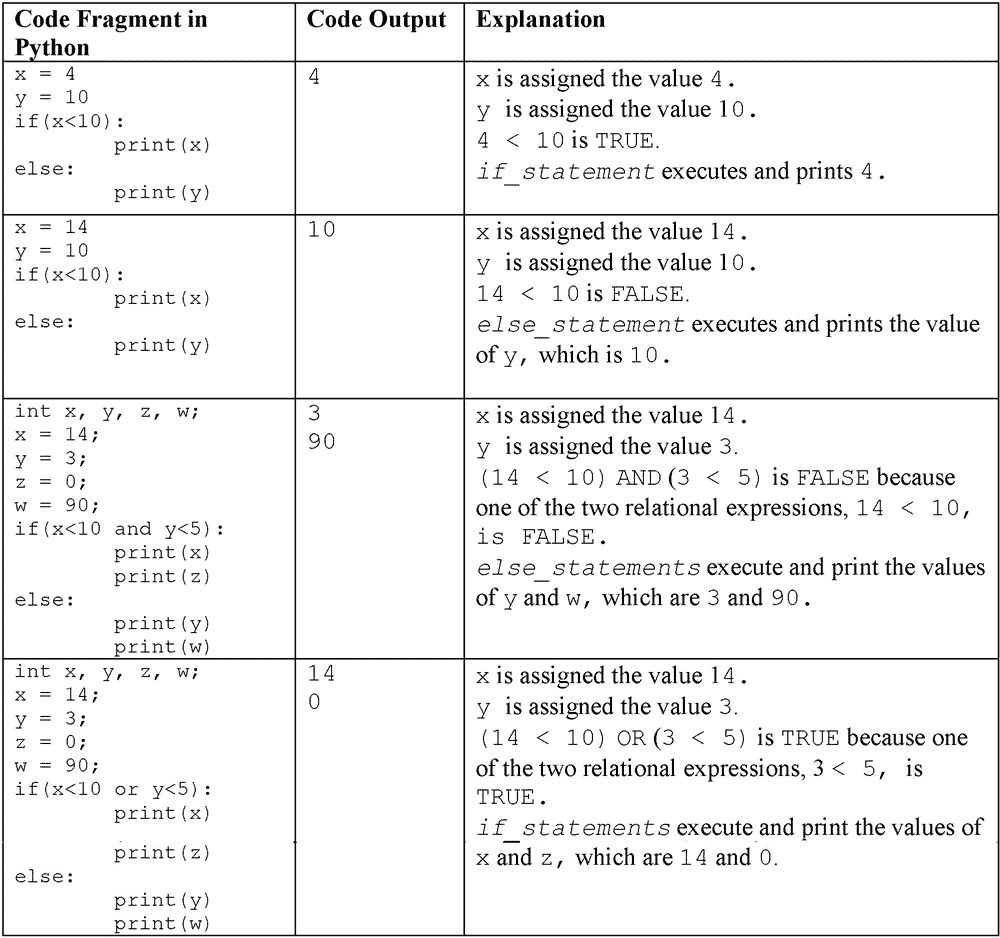 Code Fragment in
Python
Code Output
Explanation
x = 4
y = 10
if(x<10):
print(x)
else:
print(y)
4
x is assigned the value 4.
y is assigned the value 10.
4 < 10 is TRUE.
if_statement executes and prints 4.
x = 14
y = 10
if(x<10):
print(x)
else:
print(y)
10
x is assigned the value 14.
y is assigned the value 10.
14 < 10 is FALSE.
else_statement executes and prints the value
of y, which is 10.
int x, y, z, w;
x = 14;
y = 3;
z = 0;
w = 90;
if(x<10 and y<5):
print(x)
print(z)
else:
print(y)
print(w)
3
90
x is assigned the value 14.
y is assigned the value 3.
(14 < 10) AND (3 < 5) is FALSE because
one of the two relational expressions, 14 < 10,
is FALSE.
else_statements execute and print the values
of y and w, which are 3 and 90.
int x, y, z, w;
x = 14;
y = 3;
z = 0;
w = 90;
if(x<10 or y<5):
print(x)
print(z)
else:
print(y)
print(w)
14
0
x is assigned the value 14.
y is assigned the value 3.
(14 < 10) OR (3 < 5) is TRUE because one
of the two relational expressions, 3 < 5, is
TRUE.
if_statements execute and print the values of
x and z, which are 14 and 0.